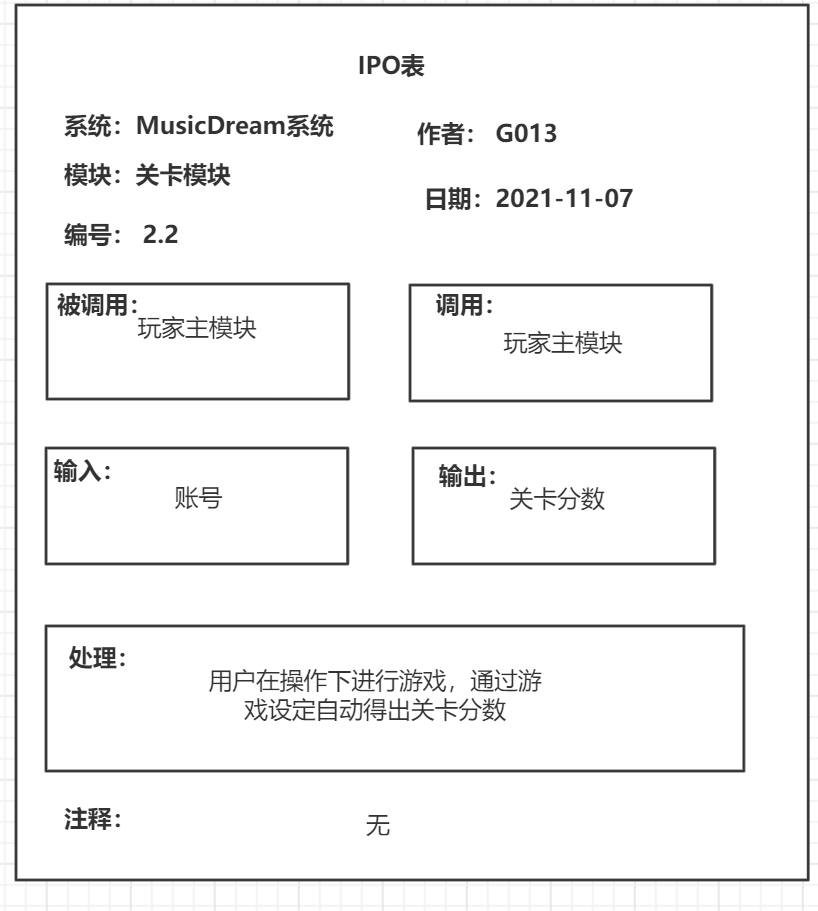 IPO表
系统：MusicDream系统
作者： G013
模块：关卡模块
日期：2021-11-07
编号： 2.2
被调用：
玩家主模块
调用：
玩家主模块
输入：
账号
输出：
关卡分数
处理：
用户在操作下进行游戏，通过游
戏设定自动得出关卡分数
注释：
无